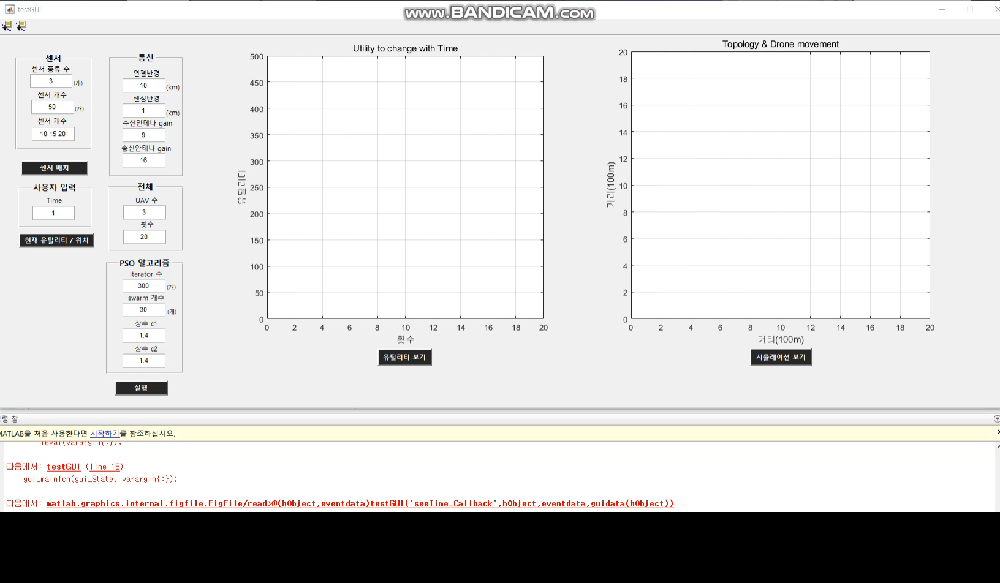 testGUI
www.BANDICAM.com
센서
센서 종류 수
3
(개)
센서 개수
50
(개)
센서 개수
10 15 20
센서 배치
사용자 입력
Time
1
현재 유틸리티 / 위치
통신
연결반경
10
(km)
센싱반경
1
(km)
수신안테나 gain
9
송신안테나 gain
16
전체
UAV 수
3
횟수
20
PSO 알고리즘
Iterator 수
300
(개)
swarm 개수
30
(개)
상수 c1
1.4
상수 c2
1.4
실행
Utility to change with Time
500
450
400
350
300
250
200
150
100
50
0
유틸리티
0 2 4 6 8 10 12 14 16 18 20
횟수
유틸리티 보기
Topology & Drone movement
20
18
16
14
12
10
8
6
4
2
0
거리(100m)
0 2 4 6 8 10 12 14 16 18 20
거리(100m)
시뮬레이션 보기
령 창
MATLAB을 처음 사용한다면 시작하기를 참조하십시오.
feval(varargin{:});
다음에서: testGUI (line 16)
gui_mainfcn(gui_State, varargin{:});
다음에서: matlab.graphics.internal.figfile.FigFile/read>@(hObject,eventdata)testGUI('seeTime_Callback',hObject,eventdata,guidata(hObject))